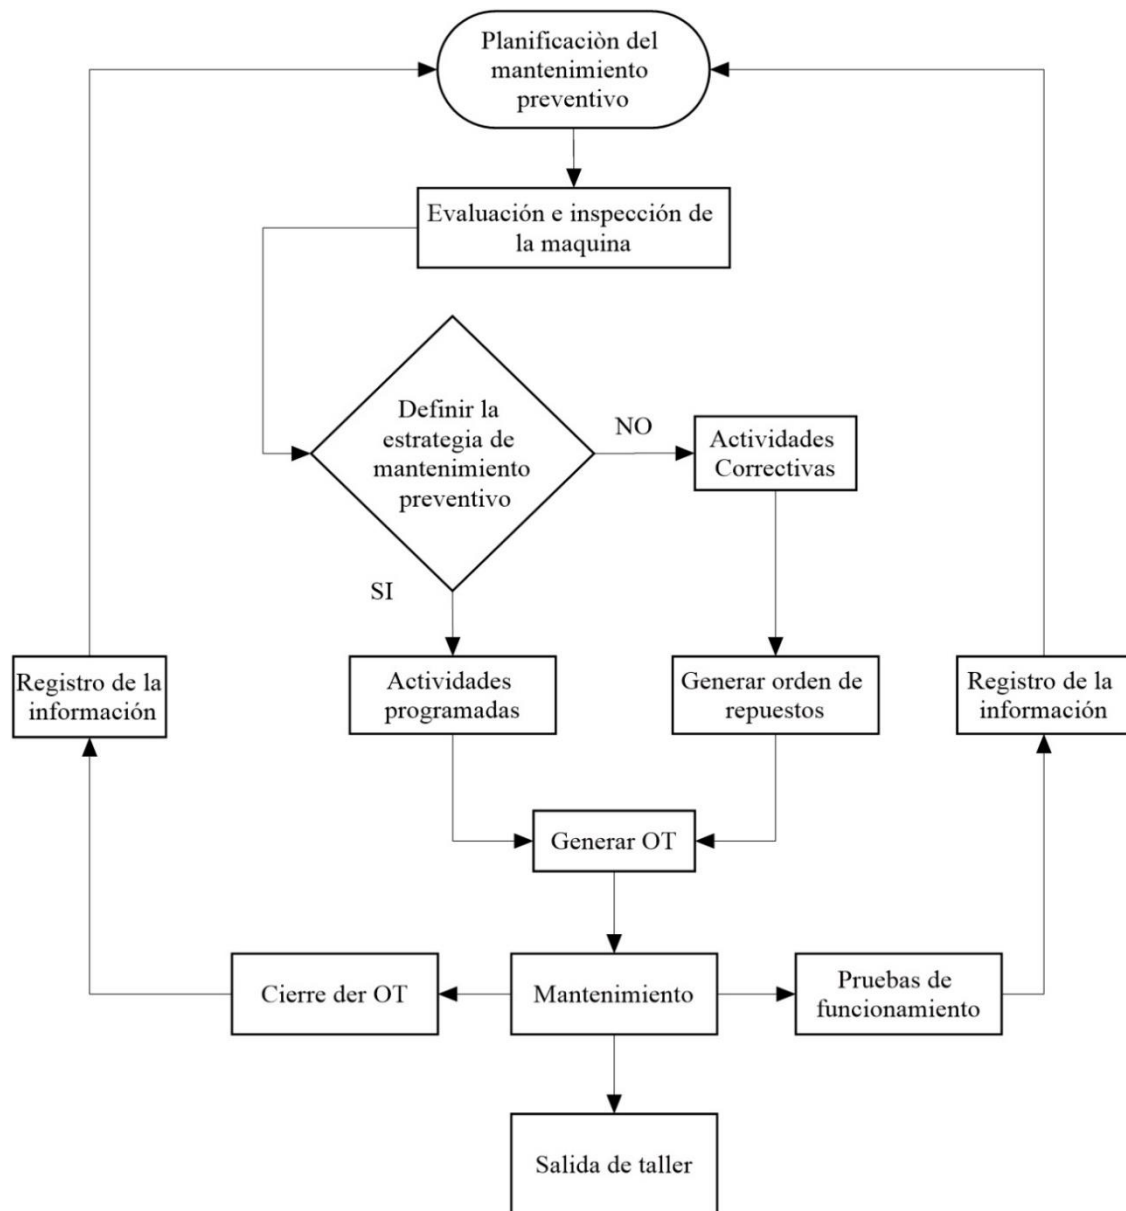 Planificaciòn del
mantenimiento
preventivo
Evaluación e inspección de
la maquina
Definir la
estrategia de
mantenimiento
preventivo
NO
Actividades
Correctivas
SI
Registro de la
información
Actividades
programadas
Generar orden de
repuestos
Registro de la
información
Generar OT
Cierre der OT
Mantenimiento
Pruebas de
funcionamiento
Salida de taller